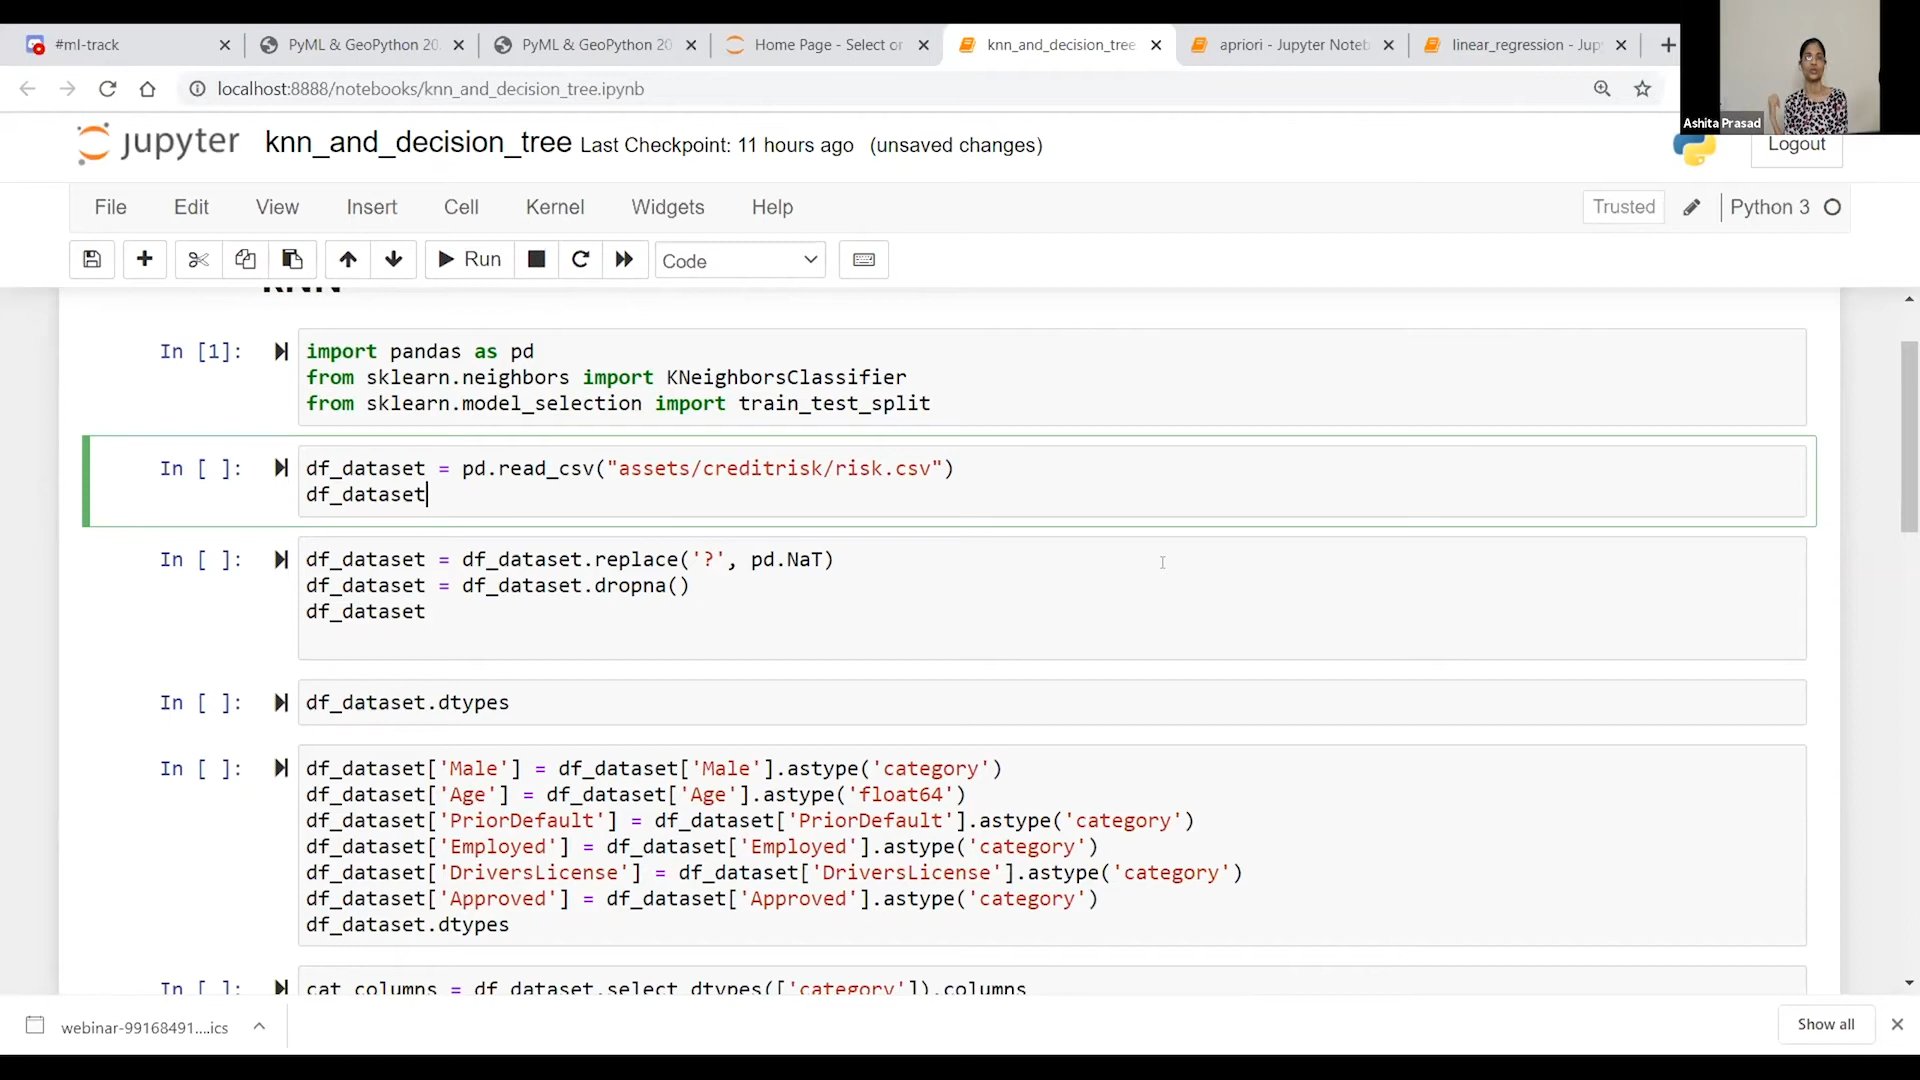 #ml-track
PyML & GeoPython 20
PyML & GeoPython 20
Home Page - Select or
knn_and_decision_tree
apriori - Jupyter Noteb
linear_regression - Jup
localhost:8888/notebooks/knn_and_decision_tree.ipynb
Ashita Prasad
jupyter knn_and_decision_tree Last Checkpoint: 11 hours ago (unsaved changes)
Logout
File Edit View Insert Cell Kernel Widgets Help
Trusted Python 3
Run Code
KNN
In [1]: import pandas as pd
from sklearn.neighbors import KNeighborsClassifier
from sklearn.model_selection import train_test_split
In [ ]: df_dataset = pd.read_csv("assets/creditrisk/risk.csv")
df_dataset
In [ ]: df_dataset = df_dataset.replace('?', pd.NaT)
df_dataset = df_dataset.dropna()
df_dataset
In [ ]: df_dataset.dtypes
In [ ]: df_dataset['Male'] = df_dataset['Male'].astype('category')
df_dataset['Age'] = df_dataset['Age'].astype('float64')
df_dataset['PriorDefault'] = df_dataset['PriorDefault'].astype('category')
df_dataset['Employed'] = df_dataset['Employed'].astype('category')
df_dataset['DriversLicense'] = df_dataset['DriversLicense'].astype('category')
df_dataset['Approved'] = df_dataset['Approved'].astype('category')
df_dataset.dtypes
In [ ]: cat_columns = df_dataset.select_dtypes(['category']).columns
webinar-99168491....ics
Show all